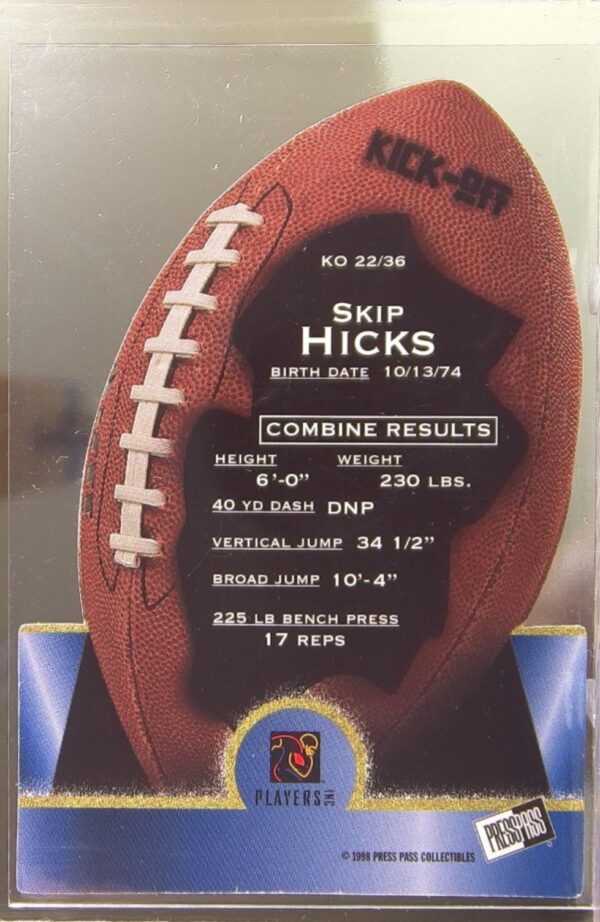 KICK-OFF
KO 22/36
SKIP
HICKS
BIRTH DATE 10/13/74
COMBINE RESULTS
HEIGHT WEIGHT
6'-0" 230 LBS.
40 YD DASH DNP
VERTICAL JUMP 34 1/2"
BROAD JUMP 10'-4"
225 LB BENCH PRESS
17 REPS
PLAYERS INC
PRESS PASS
© 1998 PRESS PASS COLLECTIBLES